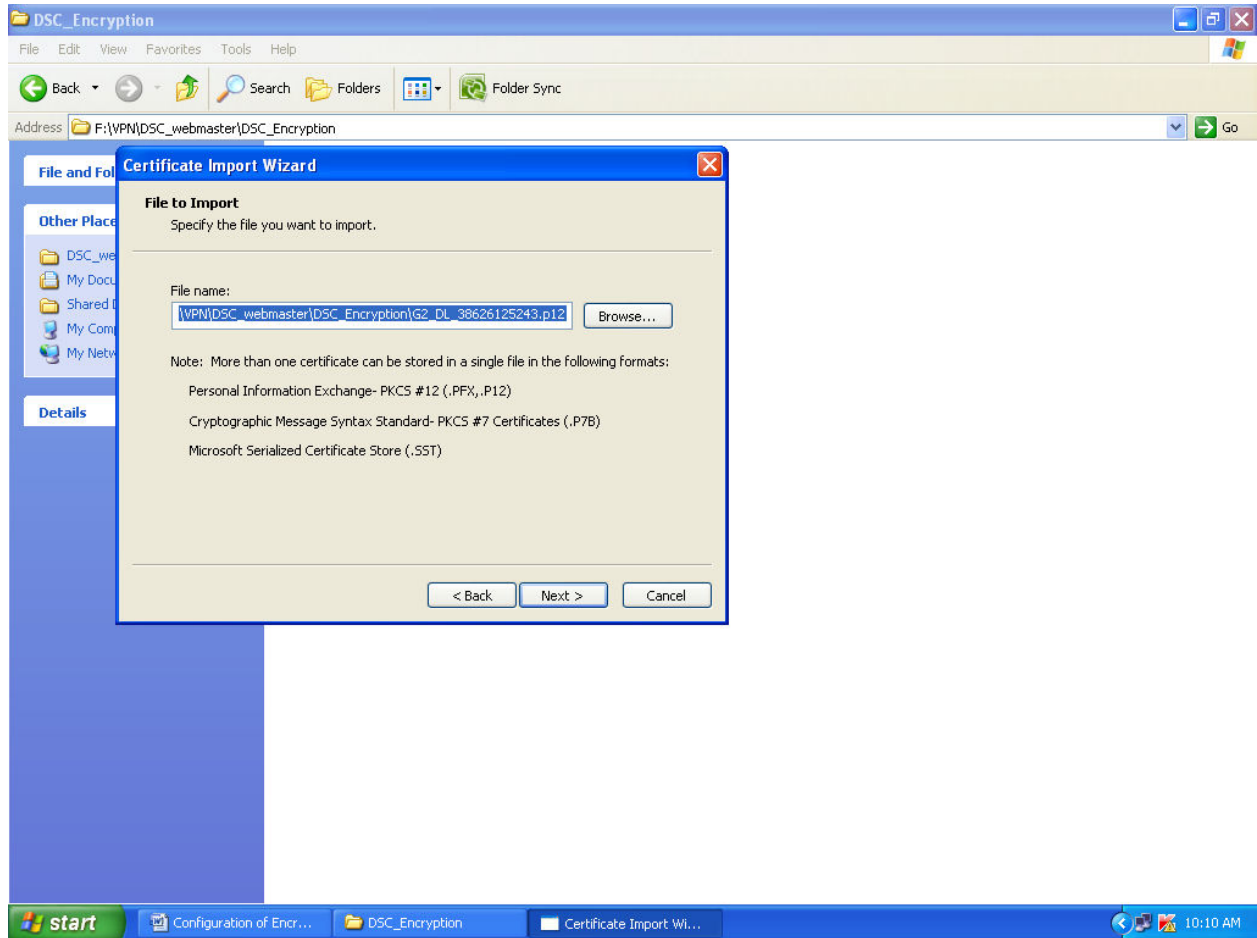 DSC_Encryption
File Edit View Favorites Tools Help
Back Search Folders Folder Sync
Address F:\VPN\DSC_webmaster\DSC_Encryption Go
File and Fol
Other Place
DSC_we
My Docu
Shared D
My Comp
My Netw
Details
Certificate Import Wizard
File to Import
Specify the file you want to import.
File name:
\VPN\DSC_webmaster\DSC_Encryption\G2_DL_38626125243.p12 Browse...
Note: More than one certificate can be stored in a single file in the following formats:
Personal Information Exchange- PKCS #12 (.PFX,.P12)
Cryptographic Message Syntax Standard- PKCS #7 Certificates (.P7B)
Microsoft Serialized Certificate Store (.SST)
< Back Next > Cancel
start Configuration of Encr... DSC_Encryption Certificate Import Wi... 10:10 AM